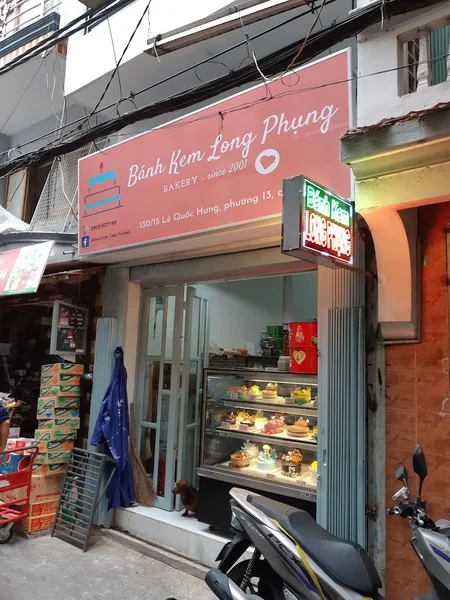 Bánh Kem Long Phụng
BAKERY - since 2001
130/15 Lê Quốc Hưng, phường 13,
Bánh Kem
LONG PHỤNG